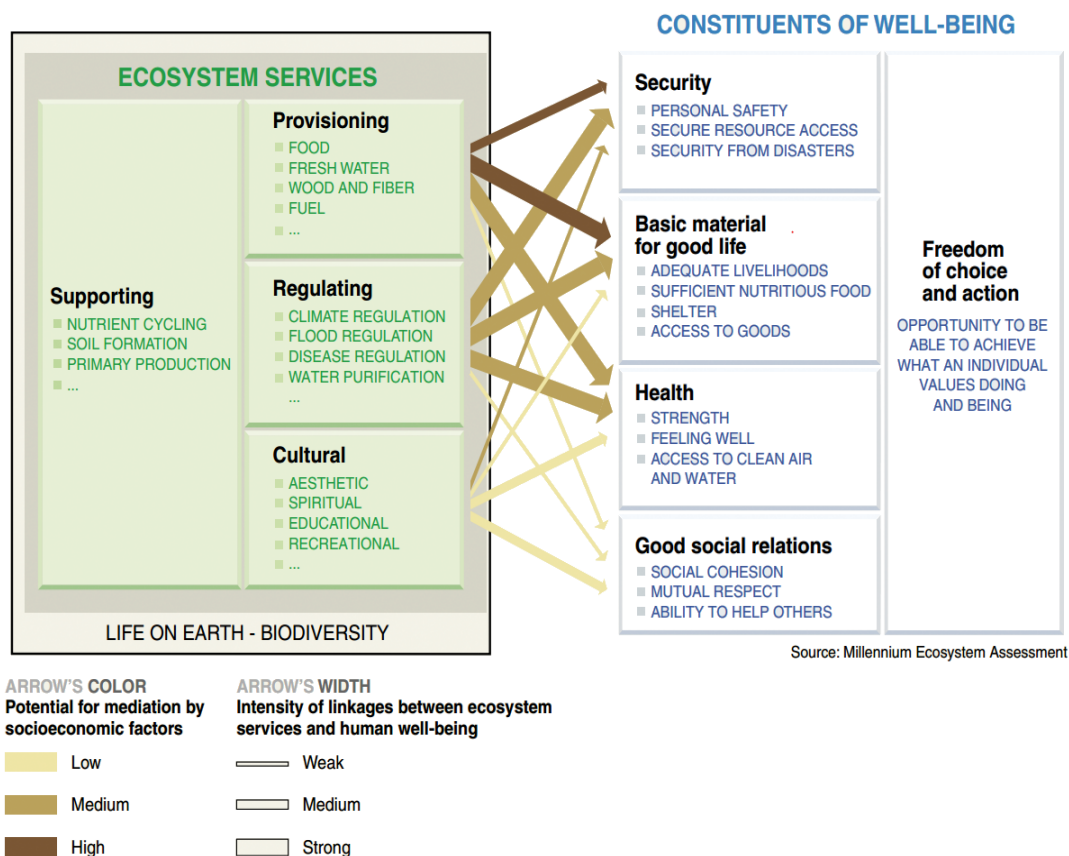 CONSTITUENTS OF WELL-BEING
ECOSYSTEM SERVICES
Supporting
NUTRIENT CYCLING
SOIL FORMATION
PRIMARY PRODUCTION
...
Provisioning
FOOD
FRESH WATER
WOOD AND FIBER
FUEL
...
Regulating
CLIMATE REGULATION
FLOOD REGULATION
DISEASE REGULATION
WATER PURIFICATION
...
Cultural
AESTHETIC
SPIRITUAL
EDUCATIONAL
RECREATIONAL
...
LIFE ON EARTH - BIODIVERSITY
Security
PERSONAL SAFETY
SECURE RESOURCE ACCESS
SECURITY FROM DISASTERS
Basic material
for good life
ADEQUATE LIVELIHOODS
SUFFICIENT NUTRITIOUS FOOD
SHELTER
ACCESS TO GOODS
Health
STRENGTH
FEELING WELL
ACCESS TO CLEAN AIR
AND WATER
Good social relations
SOCIAL COHESION
MUTUAL RESPECT
ABILITY TO HELP OTHERS
Freedom
of choice
and action
OPPORTUNITY TO BE
ABLE TO ACHIEVE
WHAT AN INDIVIDUAL
VALUES DOING
AND BEING
Source: Millennium Ecosystem Assessment
ARROW'S COLOR
Potential for mediation by
socioeconomic factors
Low
Medium
High
ARROW'S WIDTH
Intensity of linkages between ecosystem
services and human well-being
Weak
Medium
Strong